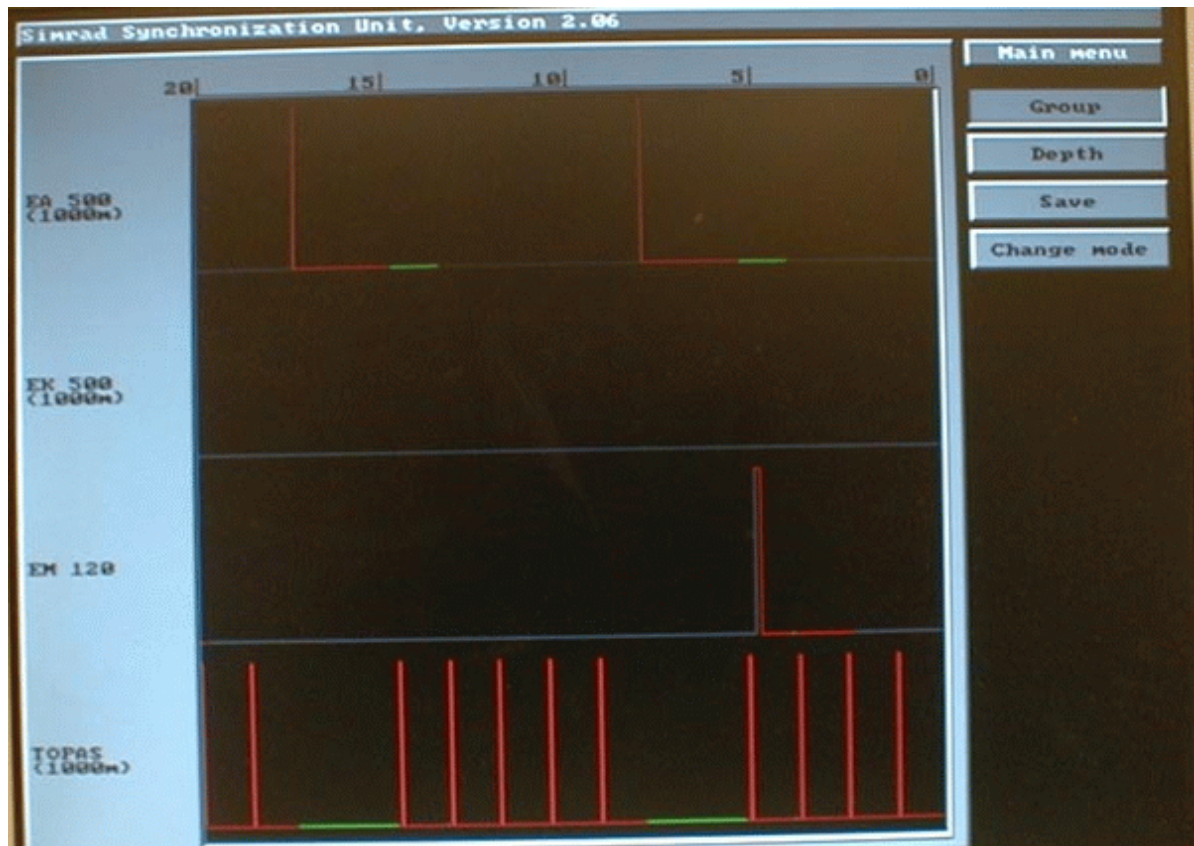 Simrad Synchronization Unit, Version 2.06
Main menu
20 15 10 5 0
Group
Depth
Save
Change mode
EA 500
(1000m)
EK 500
(1000m)
EM 120
TOPAS
(1000m)